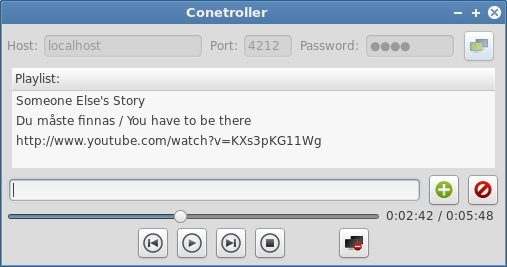 Conetroller
Host: localhost Port: 4212 Password: ●●●●
Playlist:
Someone Else's Story
Du måste finnas / You have to be there
http://www.youtube.com/watch?v=KXs3pKG11Wg
0:02:42 / 0:05:48